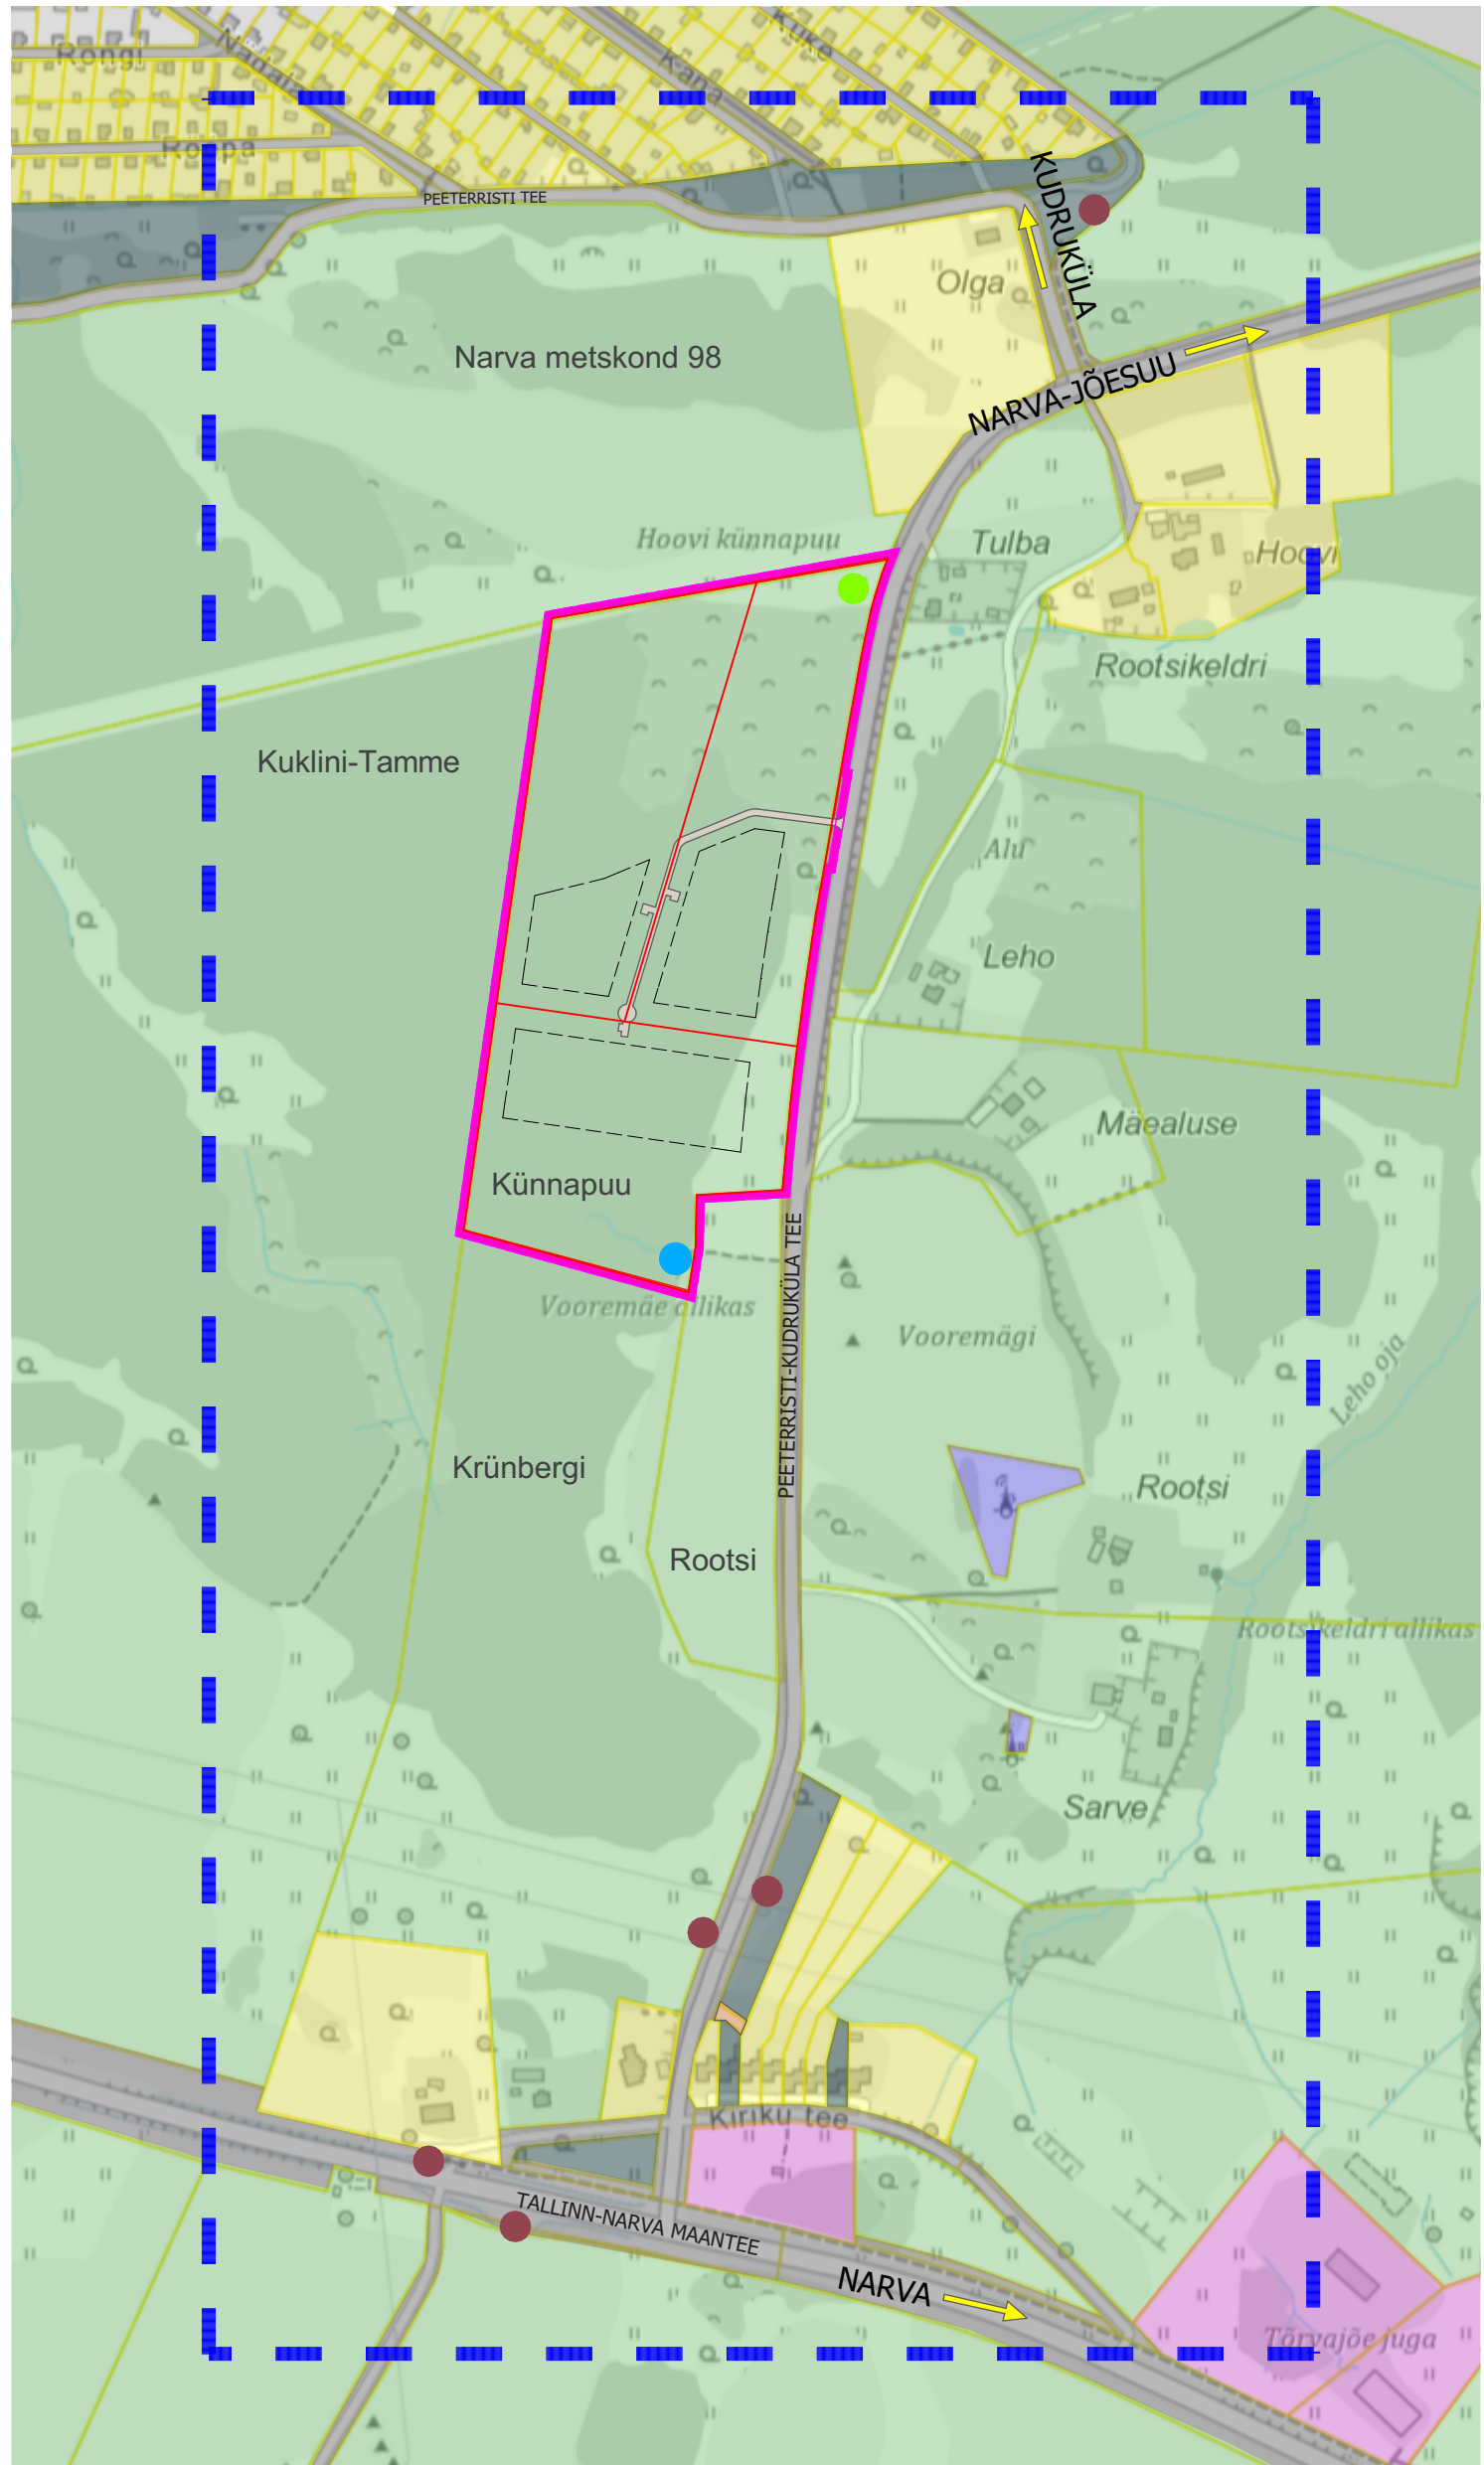 Rongi
Nagala
Kana
Kuke
Roopa
PEETERRISTI TEE
KUDRUKÜLA
Olga
Narva metskond 98
NARVA-JÕESUU
Hoovi künnapuu
Tulba
Hoovi
Rootsikeldri
Kuklini-Tamme
Alu
Leho
Mäealuse
Künnapuu
Vooremäe allikas
PEETERRISTI-KUDRUKÜLA TEE
Vooremägi
Leho oja
Krünbergi
Rootsi
Rootsi
Rootsikeldri allikas
Sarve
Kiriku tee
TALLINN-NARVA MAANTEE
NARVA
Tõrvajõe juga